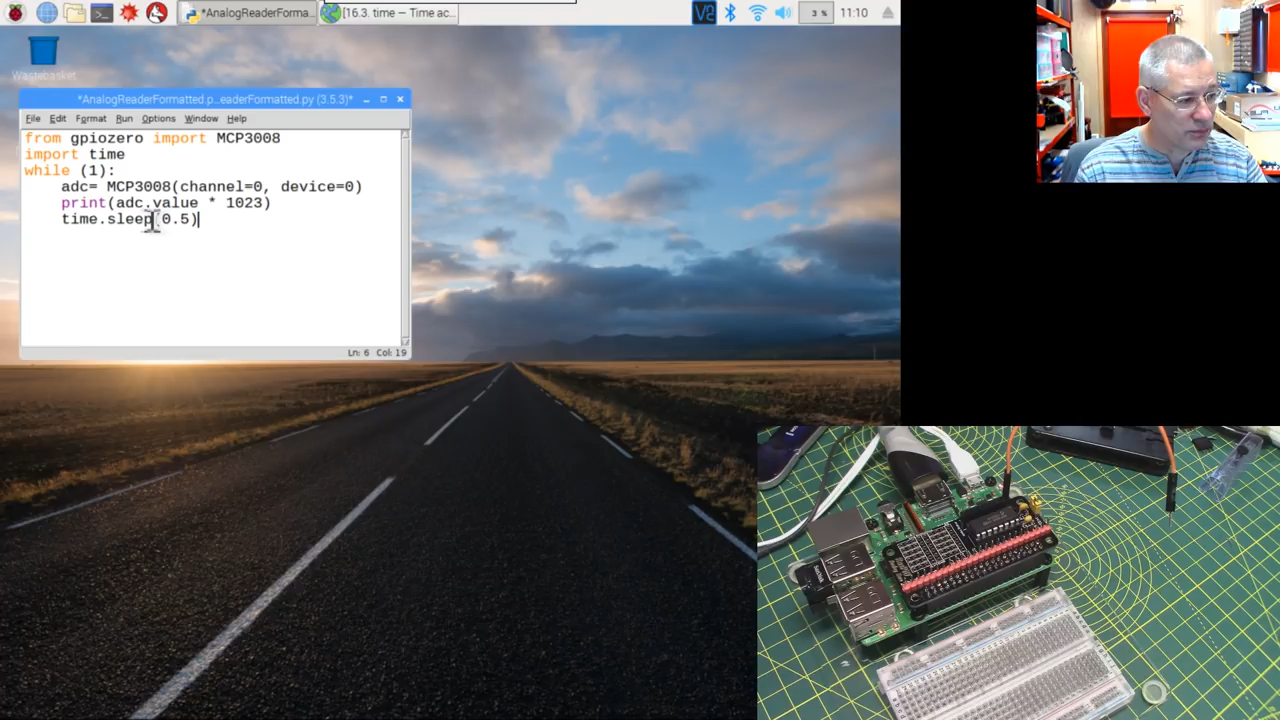 *AnalogReaderForma...
[16.3. time — Time ac...
3 %
11:10
Wastebasket
*AnalogReaderFormatted.p...eaderFormatted.py (3.5.3)*
File Edit Format Run Options Window Help
from gpiozero import MCP3008
import time
while (1):
    adc= MCP3008(channel=0, device=0)
    print(adc.value * 1023)
    time.sleep(0.5)
Ln: 6 Col: 19